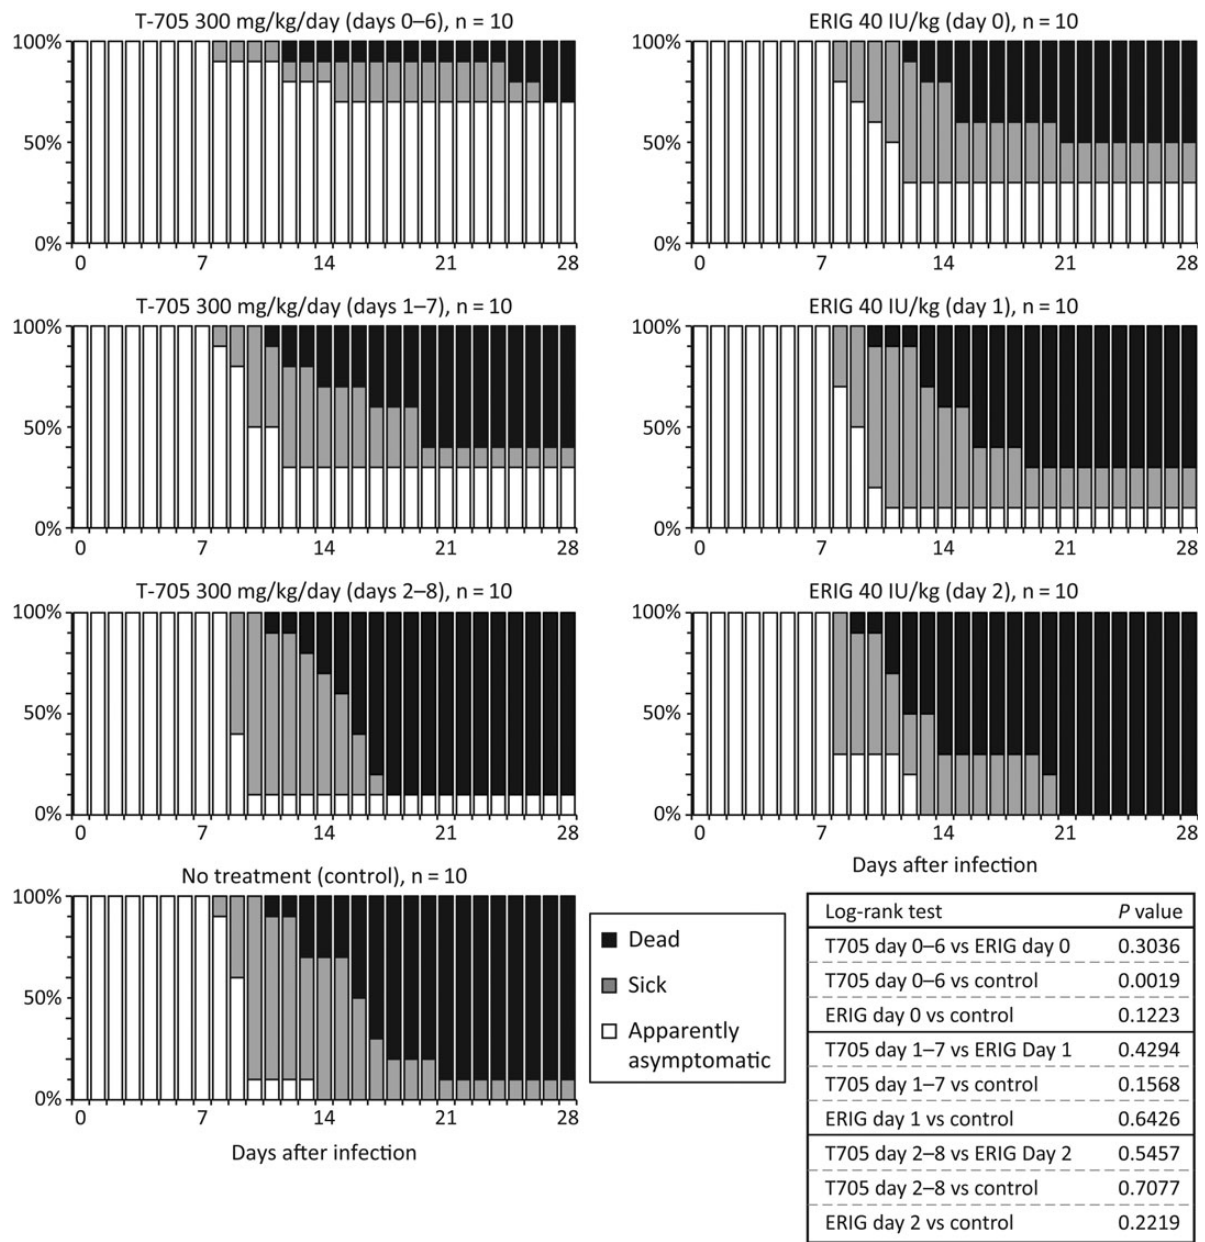 T-705 300 mg/kg/day (days 0–6), n = 10
100%
50%
0%
0 7 14 21 28
ERIG 40 IU/kg (day 0), n = 10
100%
50%
0%
0 7 14 21 28
T-705 300 mg/kg/day (days 1–7), n = 10
100%
50%
0%
0 7 14 21 28
ERIG 40 IU/kg (day 1), n = 10
100%
50%
0%
0 7 14 21 28
T-705 300 mg/kg/day (days 2–8), n = 10
100%
50%
0%
0 7 14 21 28
ERIG 40 IU/kg (day 2), n = 10
100%
50%
0%
0 7 14 21 28
Days after infection
No treatment (control), n = 10
100%
50%
0%
0 7 14 21 28
Days after infection
Dead
Sick
Apparently
asymptomatic
Log-rank test P value
T705 day 0–6 vs ERIG day 0 0.3036
T705 day 0–6 vs control 0.0019
ERIG day 0 vs control 0.1223
T705 day 1–7 vs ERIG Day 1 0.4294
T705 day 1–7 vs control 0.1568
ERIG day 1 vs control 0.6426
T705 day 2–8 vs ERIG Day 2 0.5457
T705 day 2–8 vs control 0.7077
ERIG day 2 vs control 0.2219